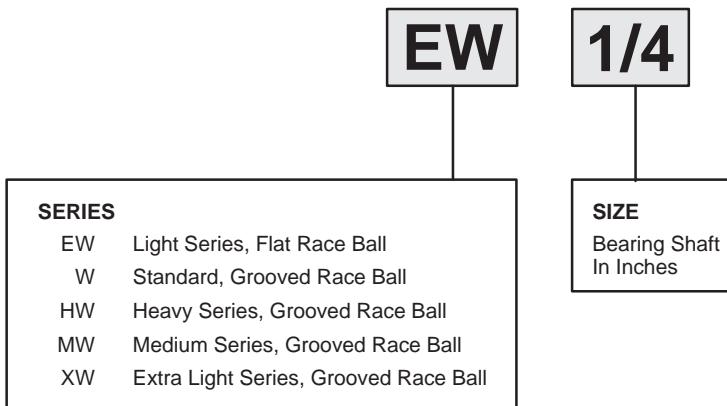 EW 1/4
SERIES
EW Light Series, Flat Race Ball
W Standard, Grooved Race Ball
HW Heavy Series, Grooved Race Ball
MW Medium Series, Grooved Race Ball
XW Extra Light Series, Grooved Race Ball
SIZE
Bearing Shaft
In Inches